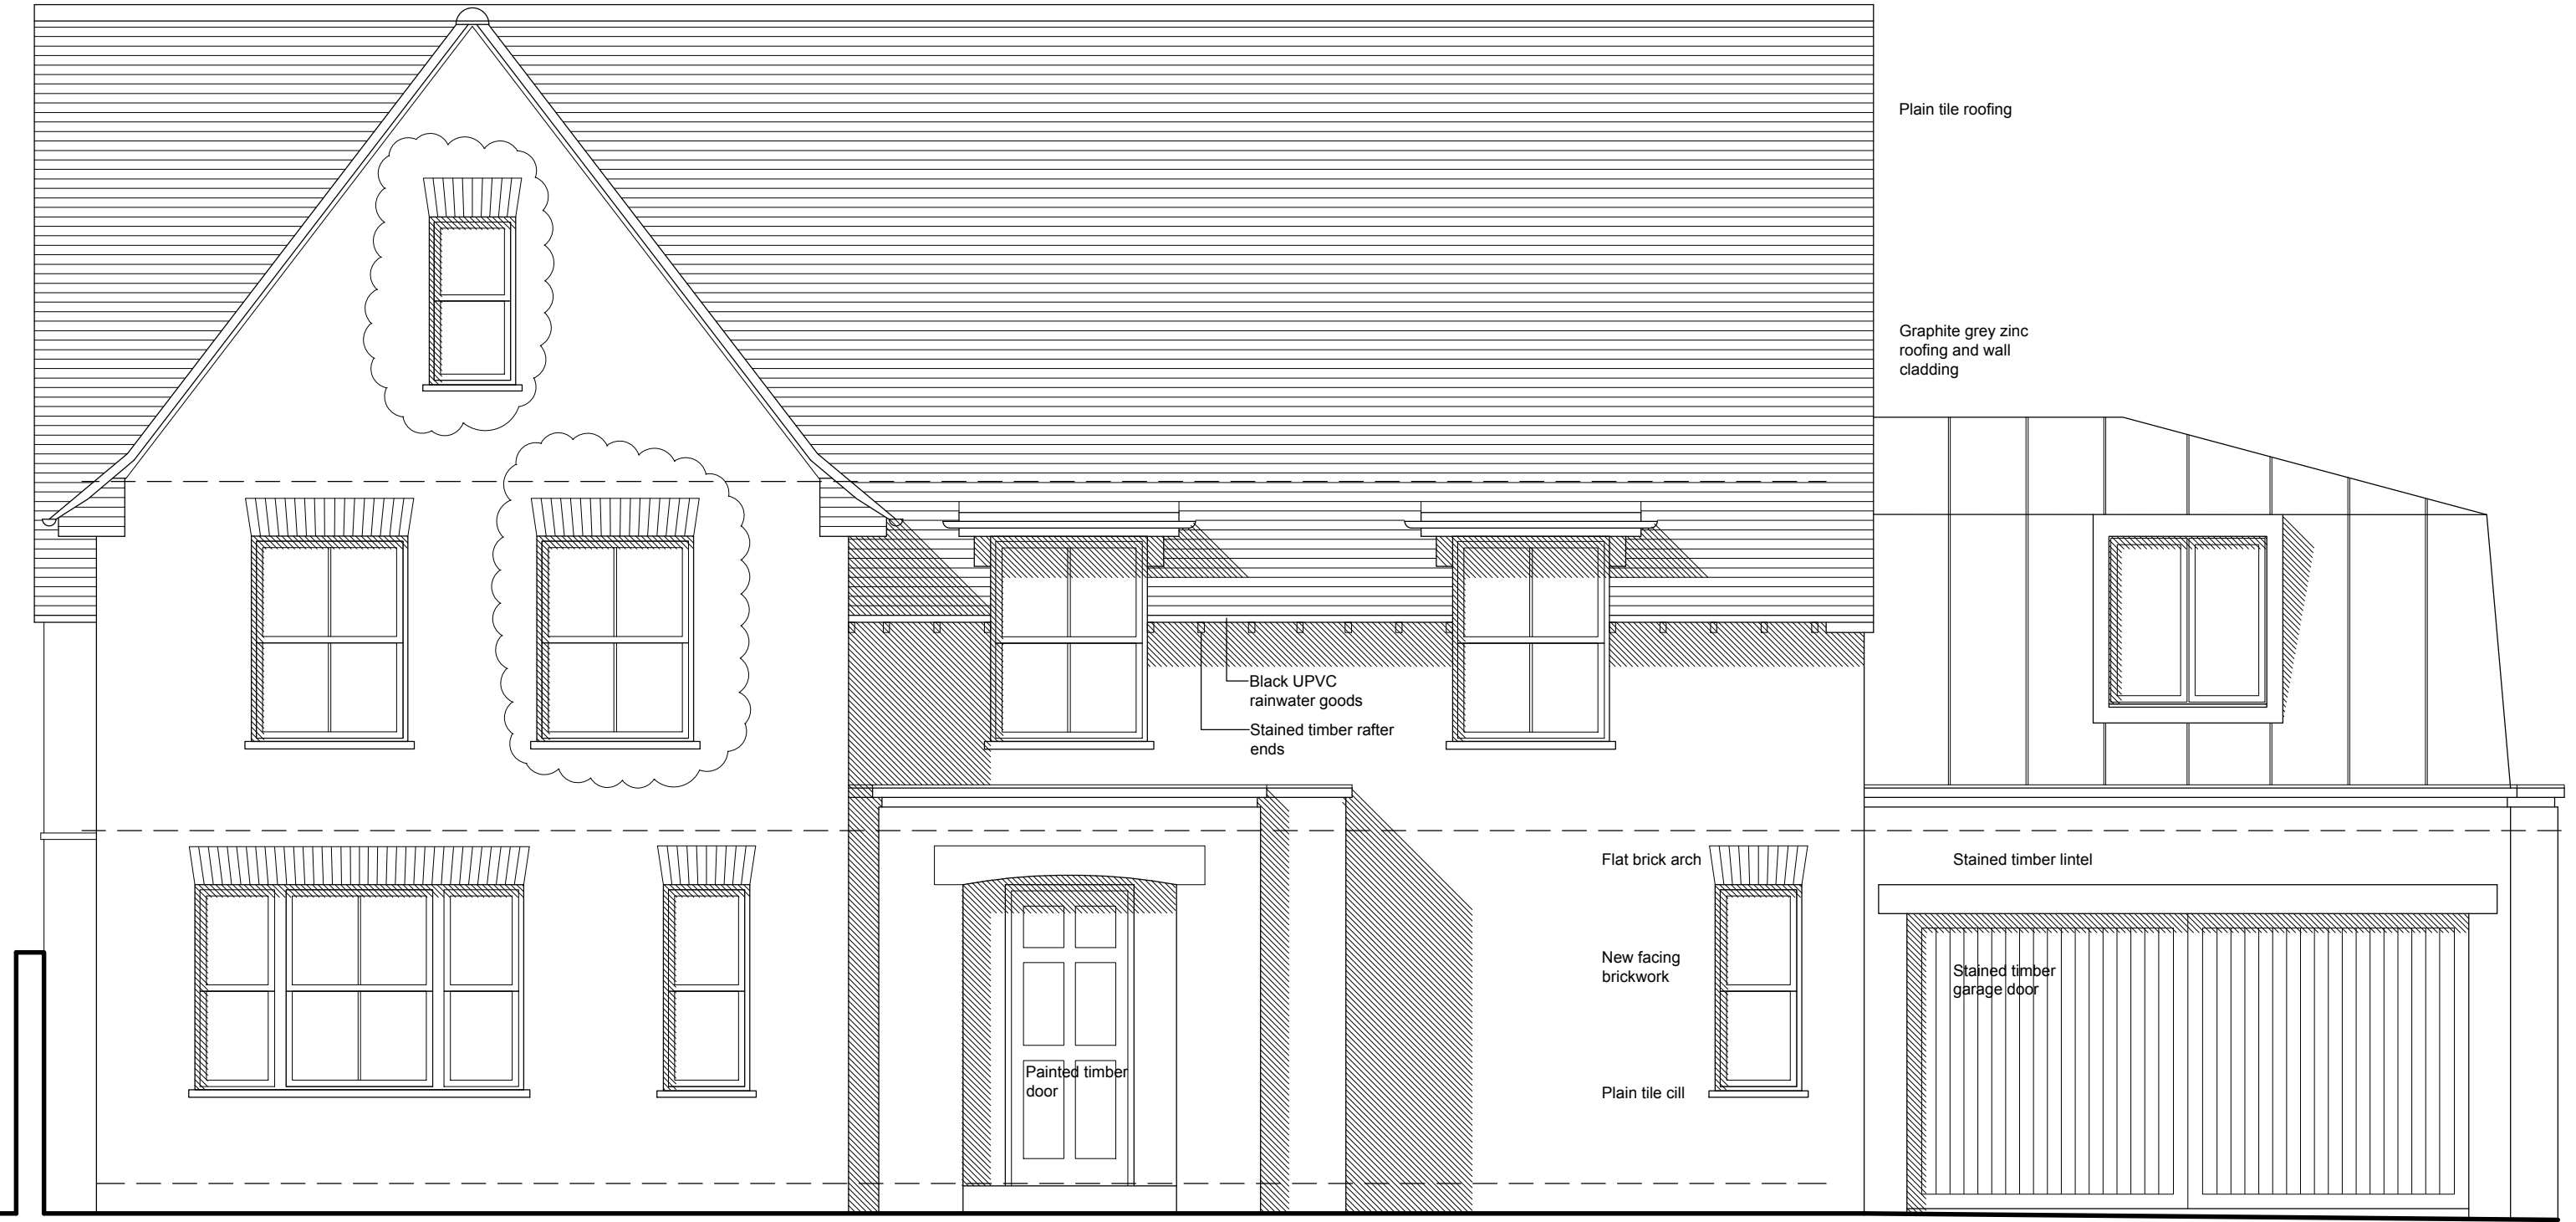 Plain tile roofing
Graphite grey zinc
roofing and wall
cladding
Black UPVC
rainwater goods
Stained timber rafter
ends
Flat brick arch
Stained timber lintel
New facing
brickwork
Stained timber
garage door
Painted timber
door
Plain tile cill